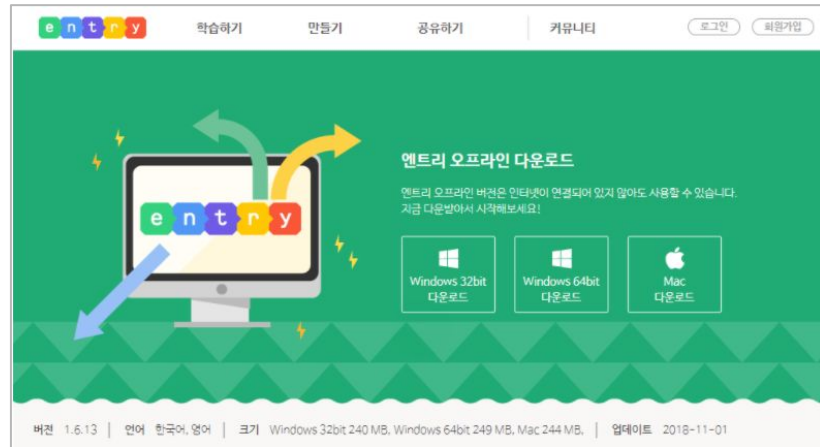 entry 학습하기 만들기 공유하기 커뮤니티 로그인 회원가입
entry
엔트리 오프라인 다운로드
엔트리 오프라인 버전은 인터넷이 연결되어 있지 않아도 사용할 수 있습니다.
지금 다운받아서 시작해보세요!
Windows 32bit
다운로드
Windows 64bit
다운로드
Mac
다운로드
버전 1.6.13 | 언어 한국어, 영어 | 크기 Windows 32bit 240 MB, Windows 64bit 249 MB, Mac 244 MB, | 업데이트 2018-11-01